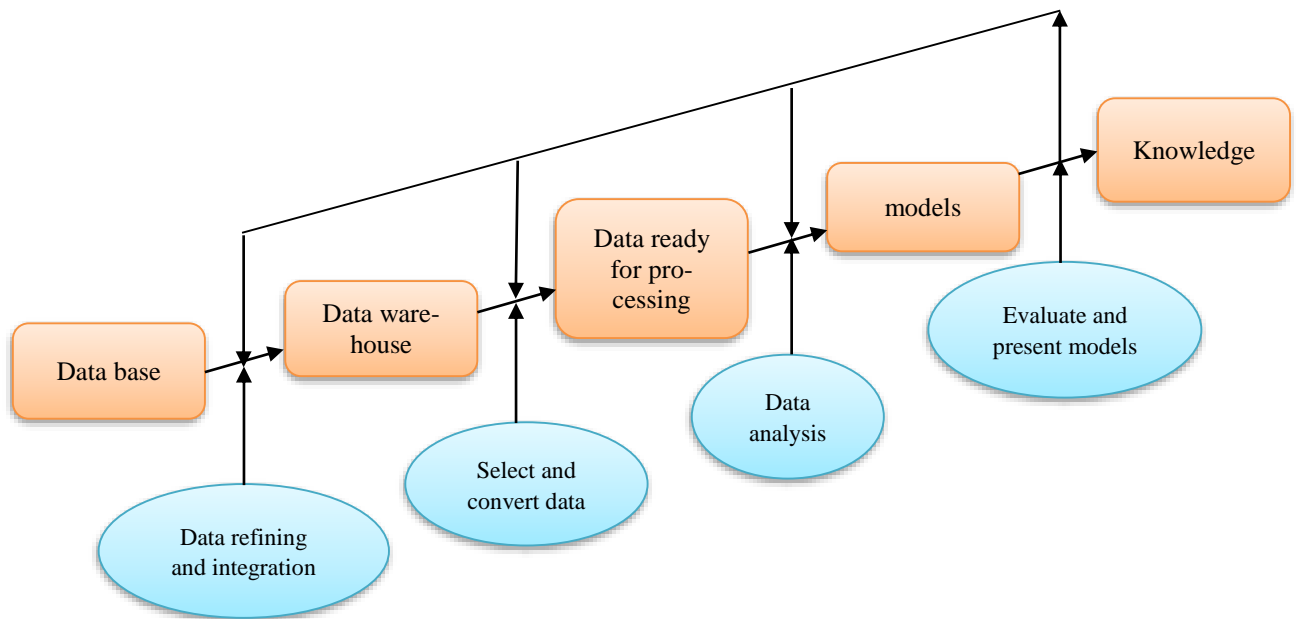 Data base
Data ware-
house
Data ready
for pro-
cessing
models
Knowledge
Data refining
and integration
Select and
convert data
Data
analysis
Evaluate and
present models